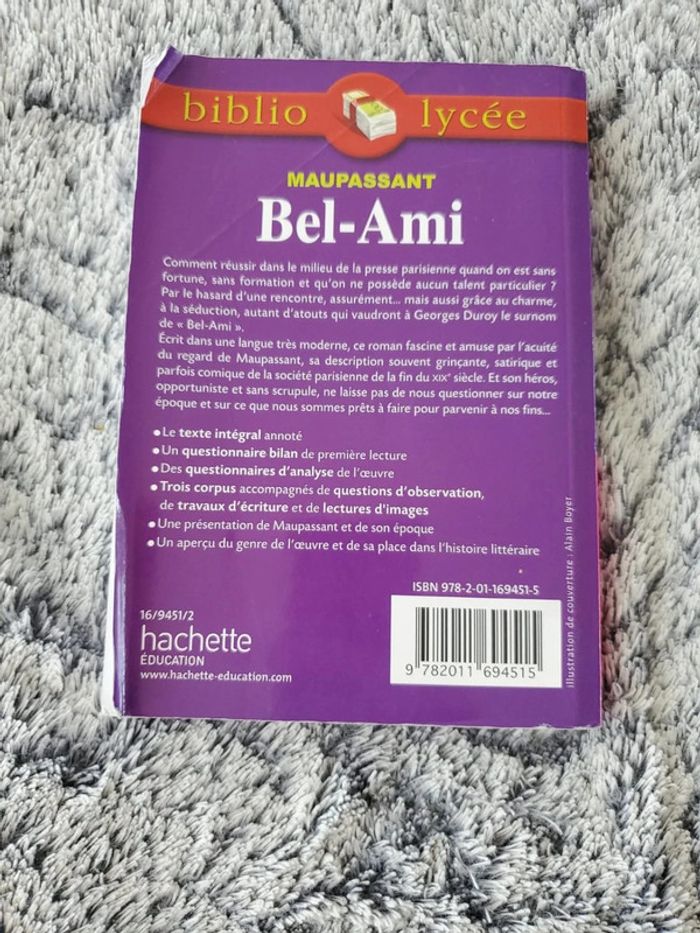 biblio lycée
MAUPASSANT
Bel-Ami
Comment réussir dans le milieu de la presse parisienne quand on est sans
fortune, sans formation et qu'on ne possède aucun talent particulier ?
Par le hasard d'une rencontre, assurément... mais aussi grâce au charme,
à la séduction, autant d'atouts qui vaudront à Georges Duroy le surnom
de « Bel-Ami ».
Écrit dans une langue très moderne, ce roman fascine et amuse par l'acuité
du regard de Maupassant, sa description souvent grinçante, satirique et
parfois comique de la société parisienne de la fin du XIXe siècle. Et son héros,
opportuniste et sans scrupule, ne laisse pas de nous questionner sur notre
époque et sur ce que nous sommes prêts à faire pour parvenir à nos fins...
• Le texte intégral annoté
• Un questionnaire bilan de première lecture
• Des questionnaires d'analyse de l'œuvre
• Trois corpus accompagnés de questions d'observation,
de travaux d'écriture et de lectures d'images
• Une présentation de Maupassant et de son époque
• Un aperçu du genre de l'œuvre et de sa place dans l'histoire littéraire
ISBN 978-2-01-169451-5
16/9451/2
hachette
ÉDUCATION
www.hachette-education.com
9 782011 694515
illustration de couverture : Alain Boyer